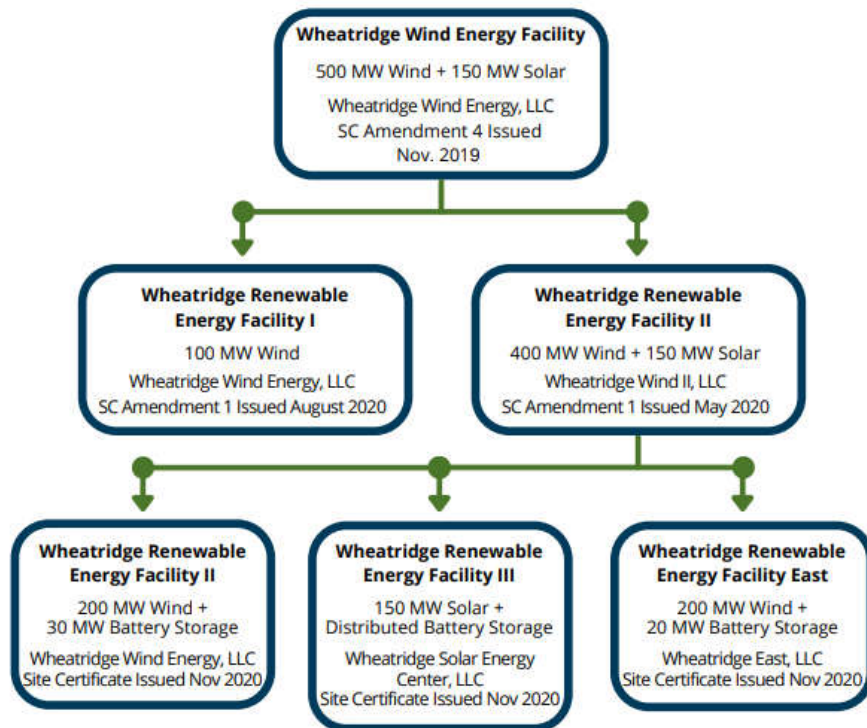 Wheatridge Wind Energy Facility
500 MW Wind + 150 MW Solar
Wheatridge Wind Energy, LLC
SC Amendment 4 Issued
Nov. 2019
Wheatridge Renewable
Energy Facility I
100 MW Wind
Wheatridge Wind Energy, LLC
SC Amendment 1 Issued August 2020
Wheatridge Renewable
Energy Facility II
400 MW Wind + 150 MW Solar
Wheatridge Wind II, LLC
SC Amendment 1 Issued May 2020
Wheatridge Renewable
Energy Facility II
200 MW Wind +
30 MW Battery Storage
Wheatridge Wind Energy, LLC
Site Certificate Issued Nov 2020
Wheatridge Renewable
Energy Facility III
150 MW Solar +
Distributed Battery Storage
Wheatridge Solar Energy
Center, LLC
Site Certificate Issued Nov 2020
Wheatridge Renewable
Energy Facility East
200 MW Wind +
20 MW Battery Storage
Wheatridge East, LLC
Site Certificate Issued Nov 2020